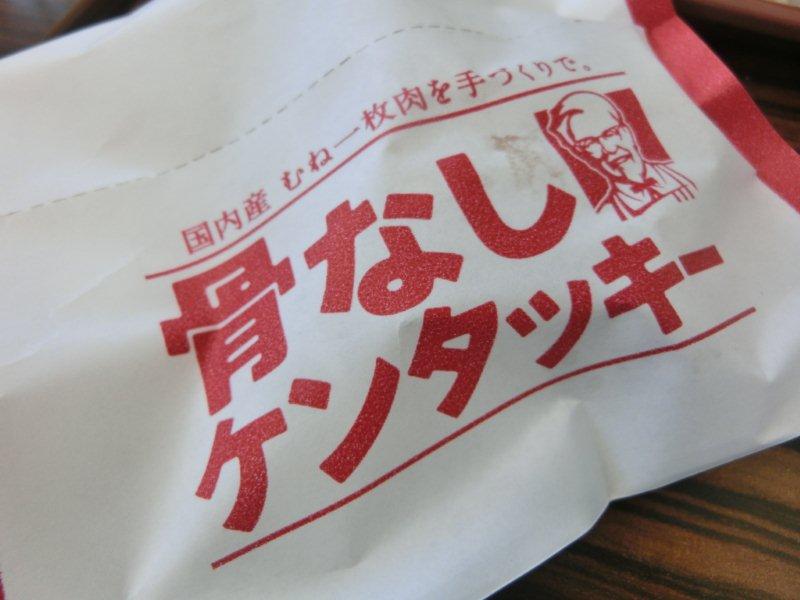 国内産 むね一枚肉を手づくりで。
骨なし
ケンタッキー